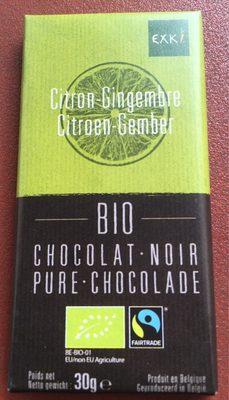 EXKi
Citron-Gingembre
Citroen-Gember
BIO
CHOCOLAT·NOIR
PURE·CHOCOLADE
BE-BIO-01
EU/non EU Agriculture
FAIRTRADE
Poids net
Netto gewicht : 30g e
Produit en Belgique
Geproduceerd in België